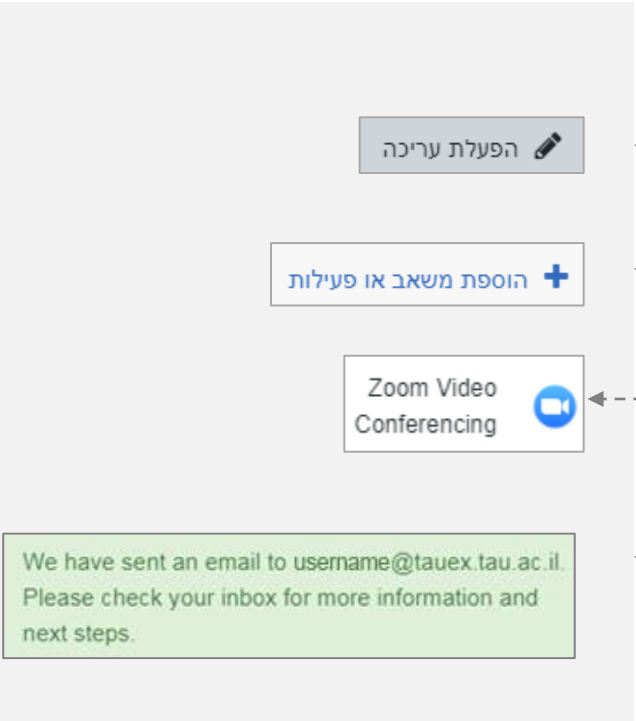 הפעלת עריכה
הוספת משאב או פעילות
Zoom Video
Conferencing
We have sent an email to username@tauex.tau.ac.il.
Please check your inbox for more information and
next steps.